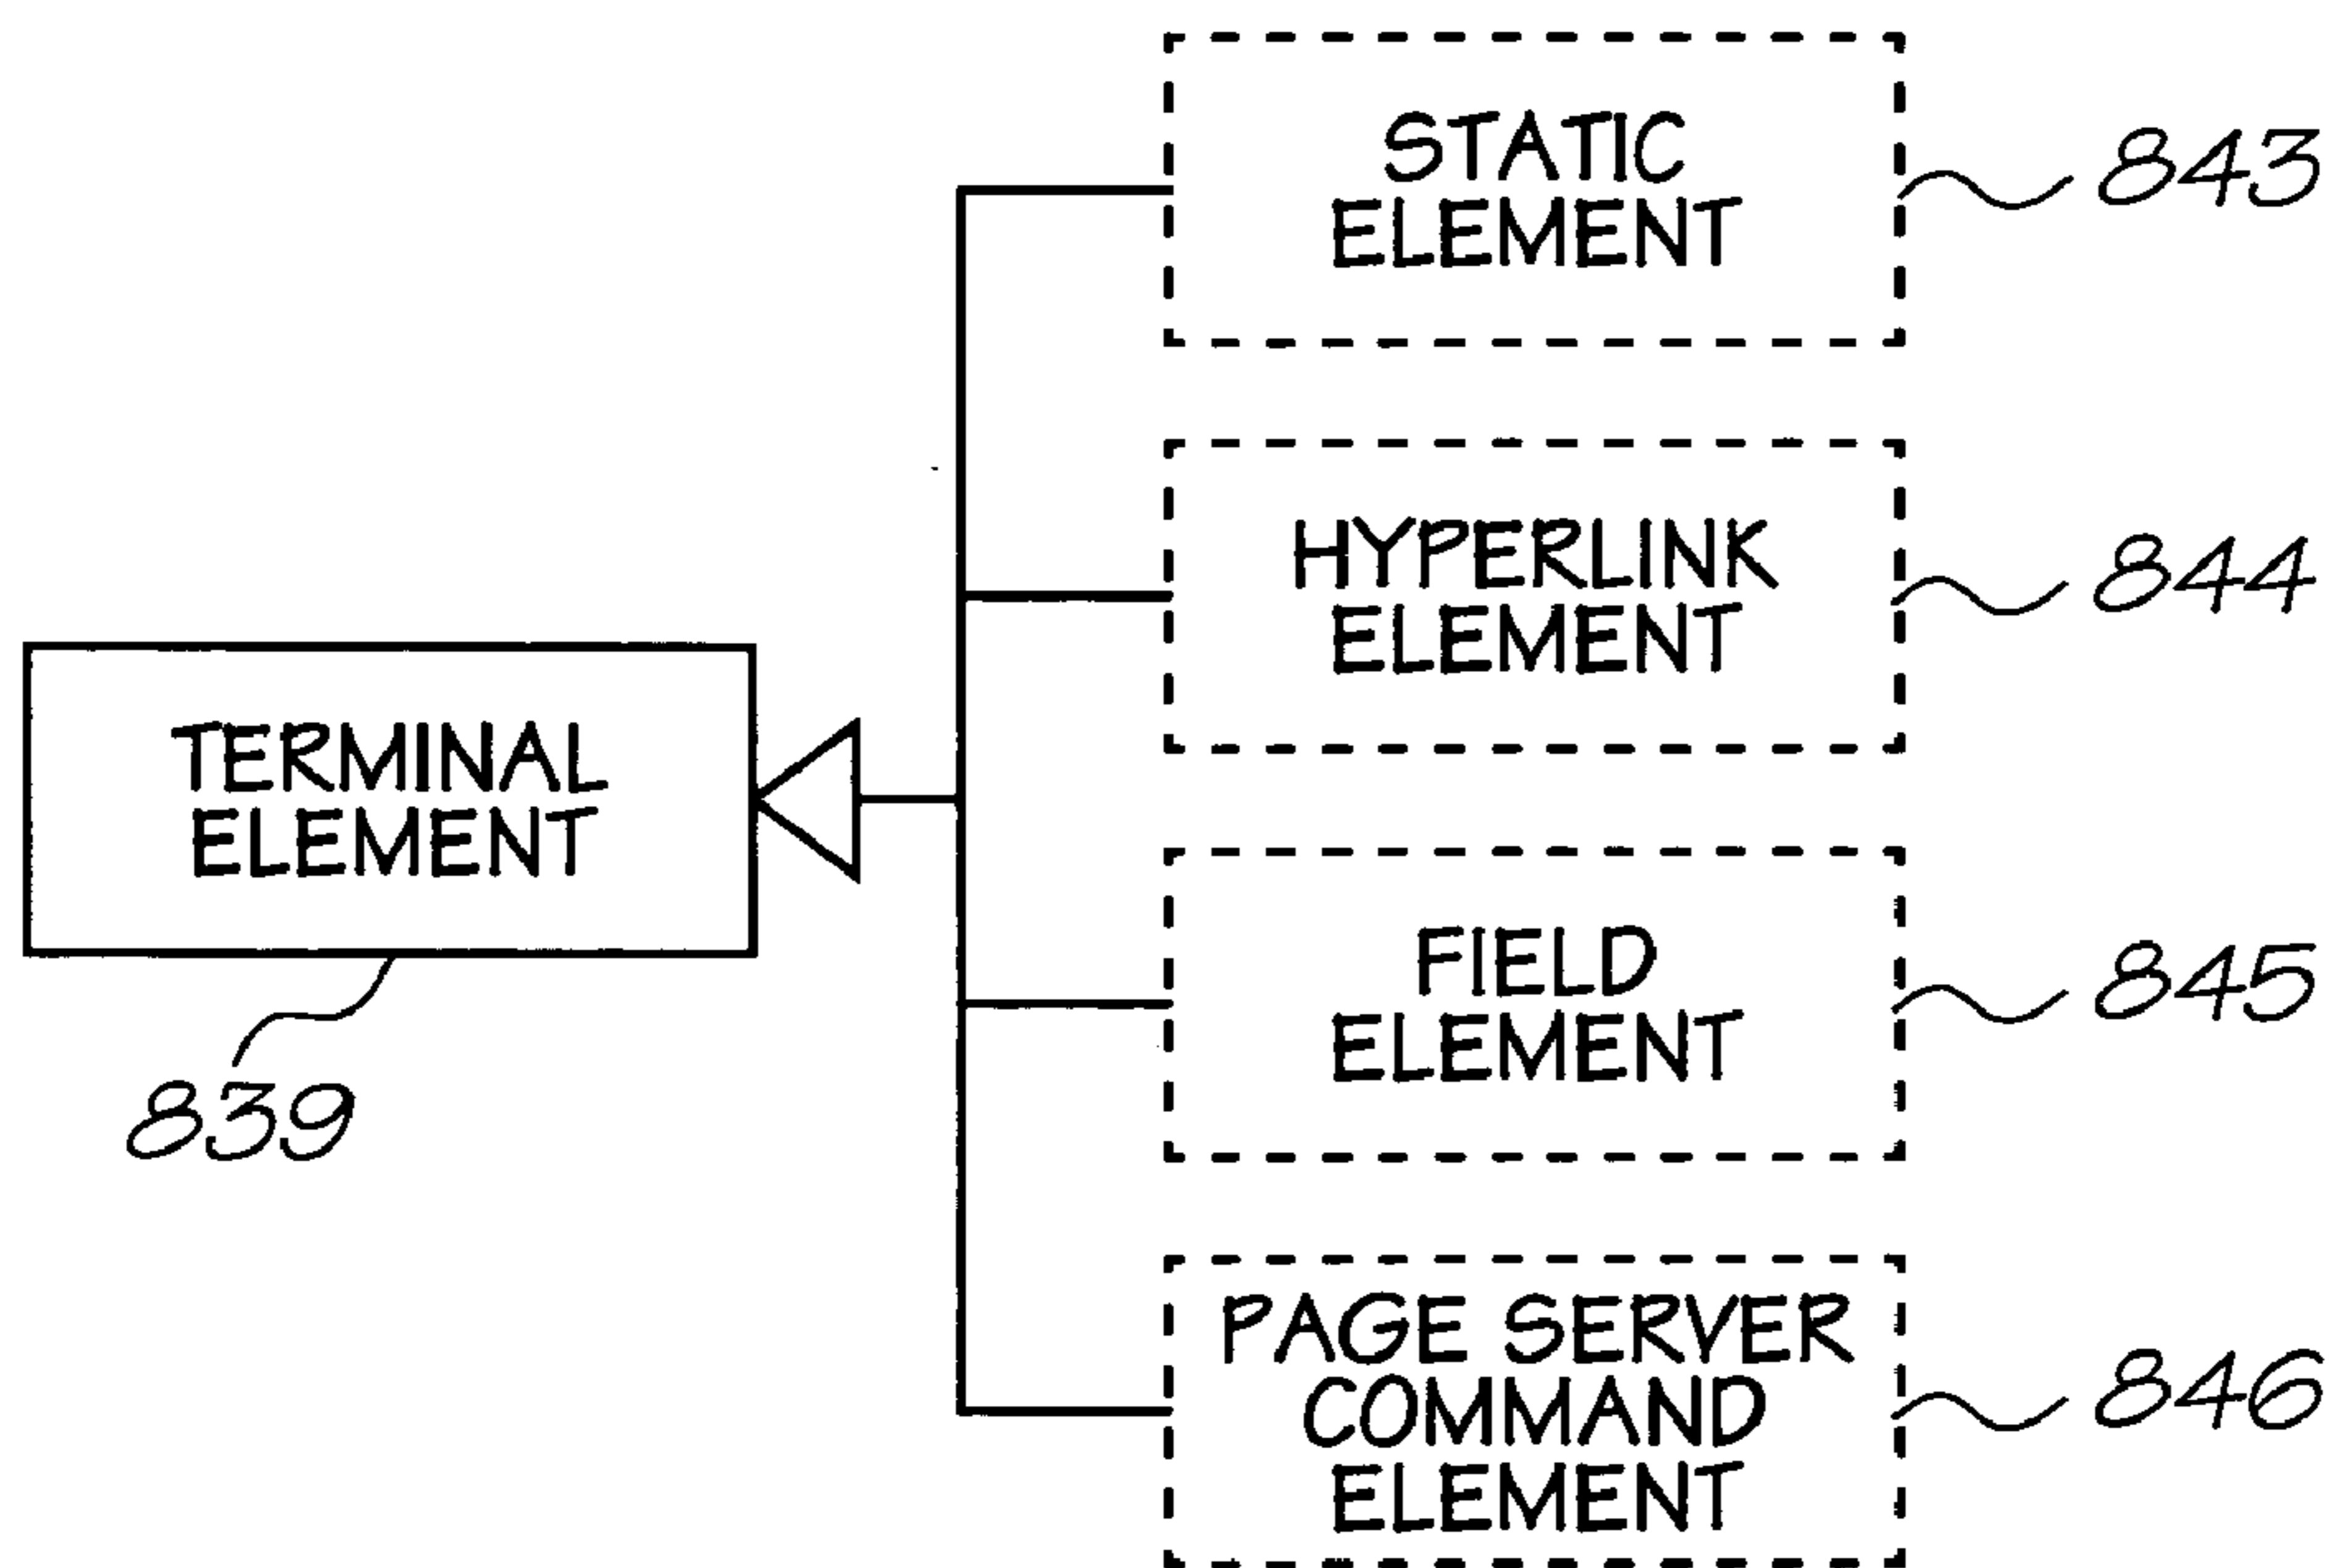 STATIC
ELEMENT
843
HYPERLINK
ELEMENT
844
TERMINAL
ELEMENT
839
FIELD
ELEMENT
845
PAGE SERVER
COMMAND
ELEMENT
846